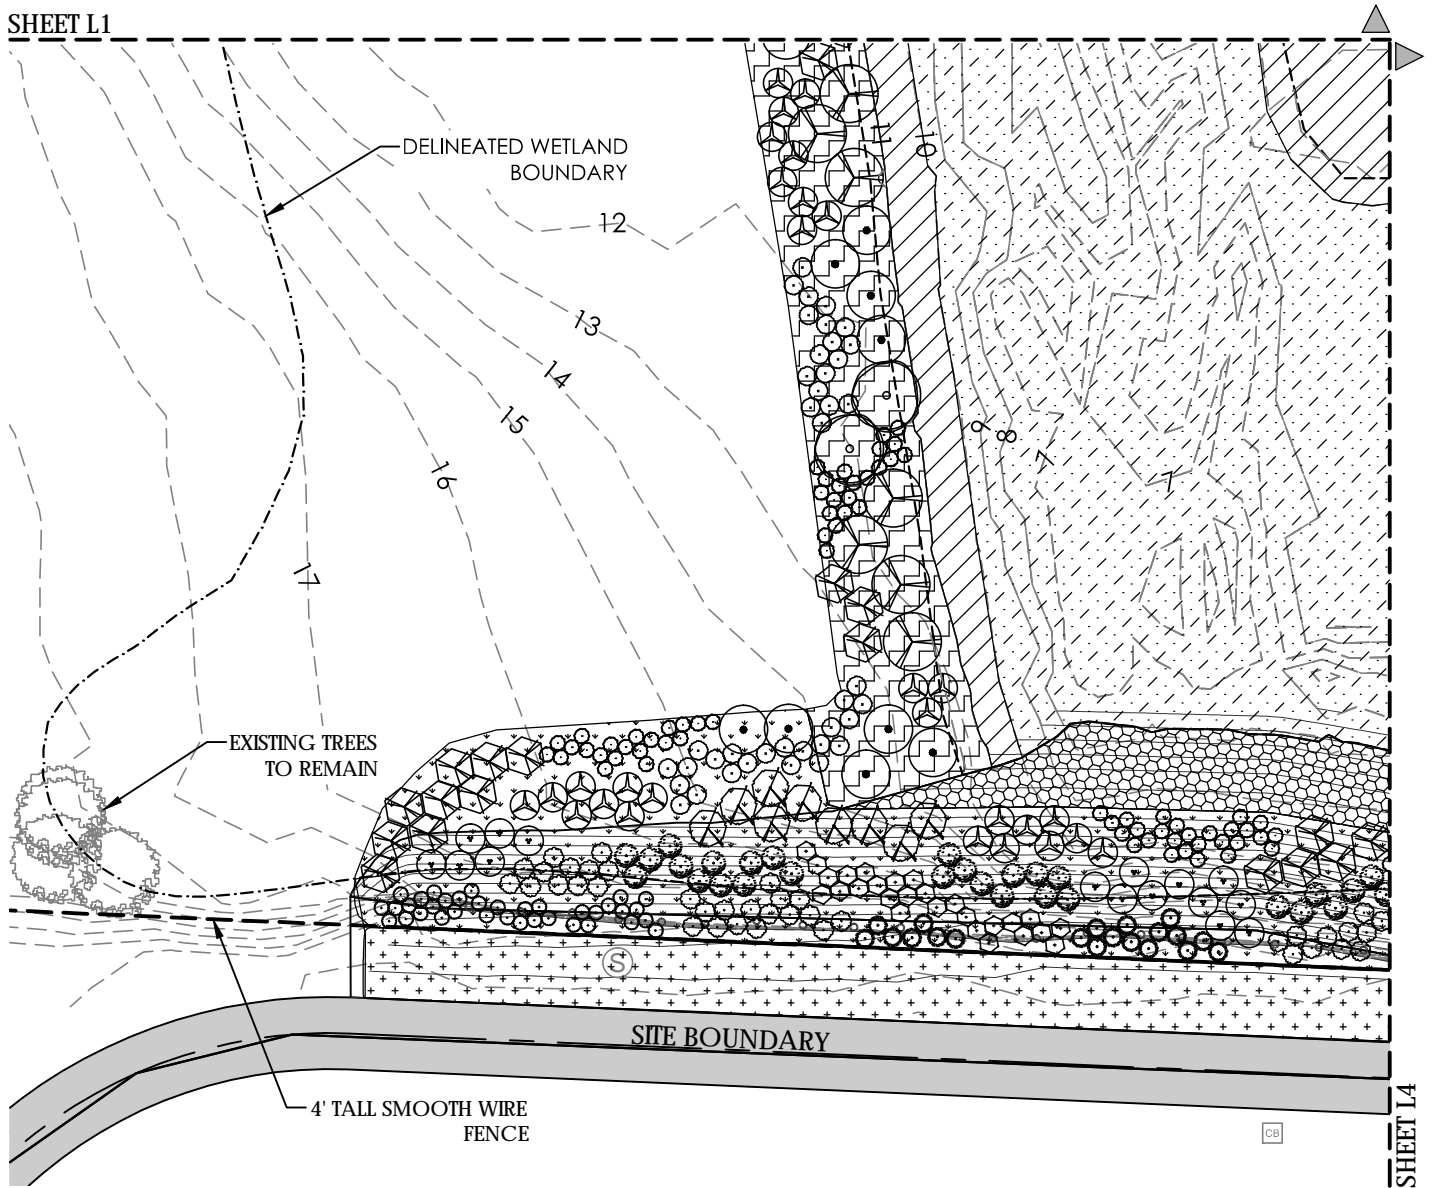 SHEET L1
DELINEATED WETLAND
BOUNDARY
11
10
12
13
14
15
16
17
9
8
7
7
EXISTING TREES
TO REMAIN
S
SITE BOUNDARY
4' TALL SMOOTH WIRE
FENCE
CB
SHEET L4